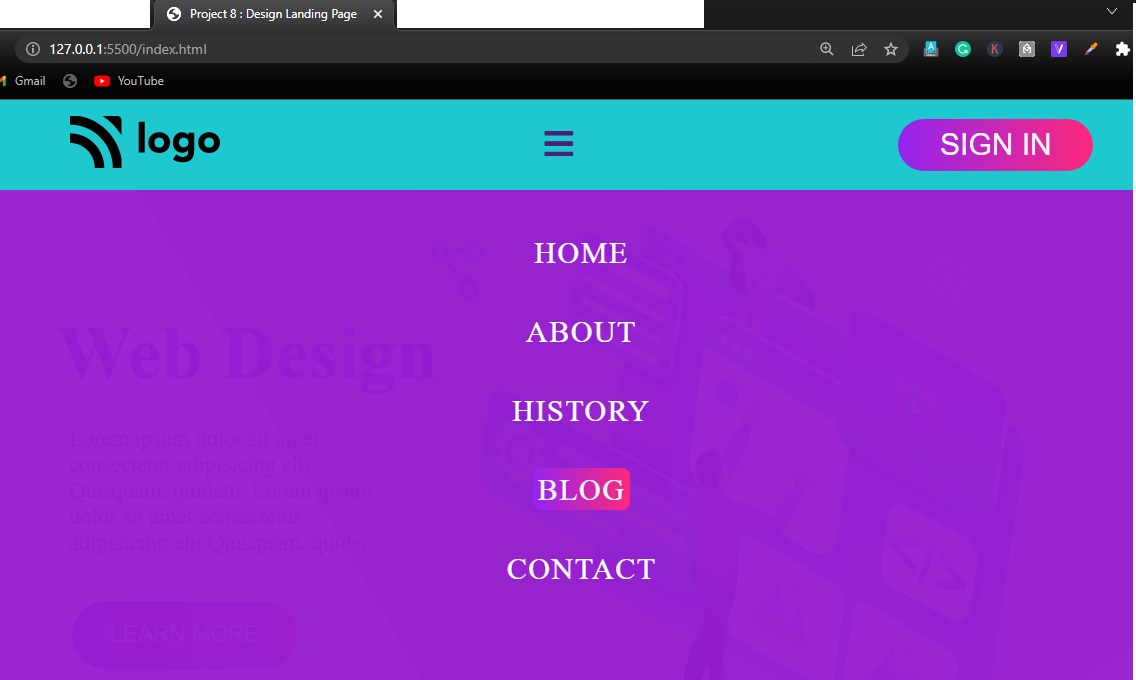 Project 8 : Design Landing Page
127.0.0.1:5500/index.html
Gmail
YouTube
logo
SIGN IN
HOME
ABOUT
HISTORY
BLOG
CONTACT
Web Design
Lorem ipsum dolor sit amet
consectetur adipisicing elit.
Quisquam, quidem. Lorem ipsum
dolor sit amet consectetur
adipisicing elit.Quisquam, quidem.
LEARN MORE